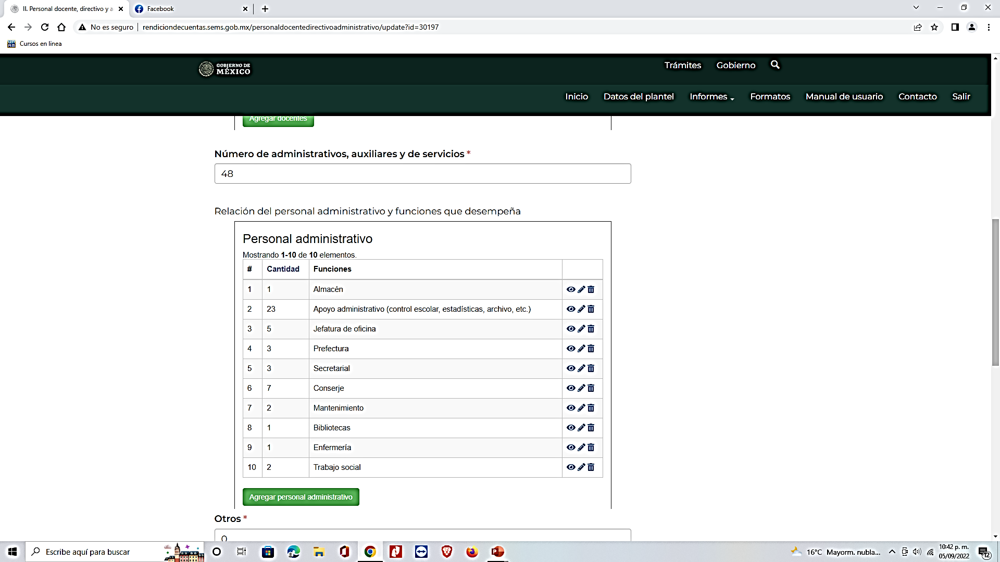 II. Personal docente, directivo y a
Facebook
No es seguro
rendiciondecuentas.sems.gob.mx/personaldocentedirectivoadministrativo/update?id=30197
Cursos en linea
GOBIERNO DE
MÉXICO
Trámites Gobierno
Inicio Datos del plantel Informes Formatos Manual de usuario Contacto Salir
Agregar docentes
Número de administrativos, auxiliares y de servicios *
48
Relación del personal administrativo y funciones que desempeña
Personal administrativo
Mostrando 1-10 de 10 elementos.
# Cantidad Funciones
1 1 Almacén
2 23 Apoyo administrativo (control escolar, estadísticas, archivo, etc.)
3 5 Jefatura de oficina
4 3 Prefectura
5 3 Secretarial
6 7 Conserje
7 2 Mantenimiento
8 1 Bibliotecas
9 1 Enfermería
10 2 Trabajo social
Agregar personal administrativo
Otros *
0
Escribe aquí para buscar
16°C Mayorm. nubla...
10:42 p. m.
05/09/2022
12